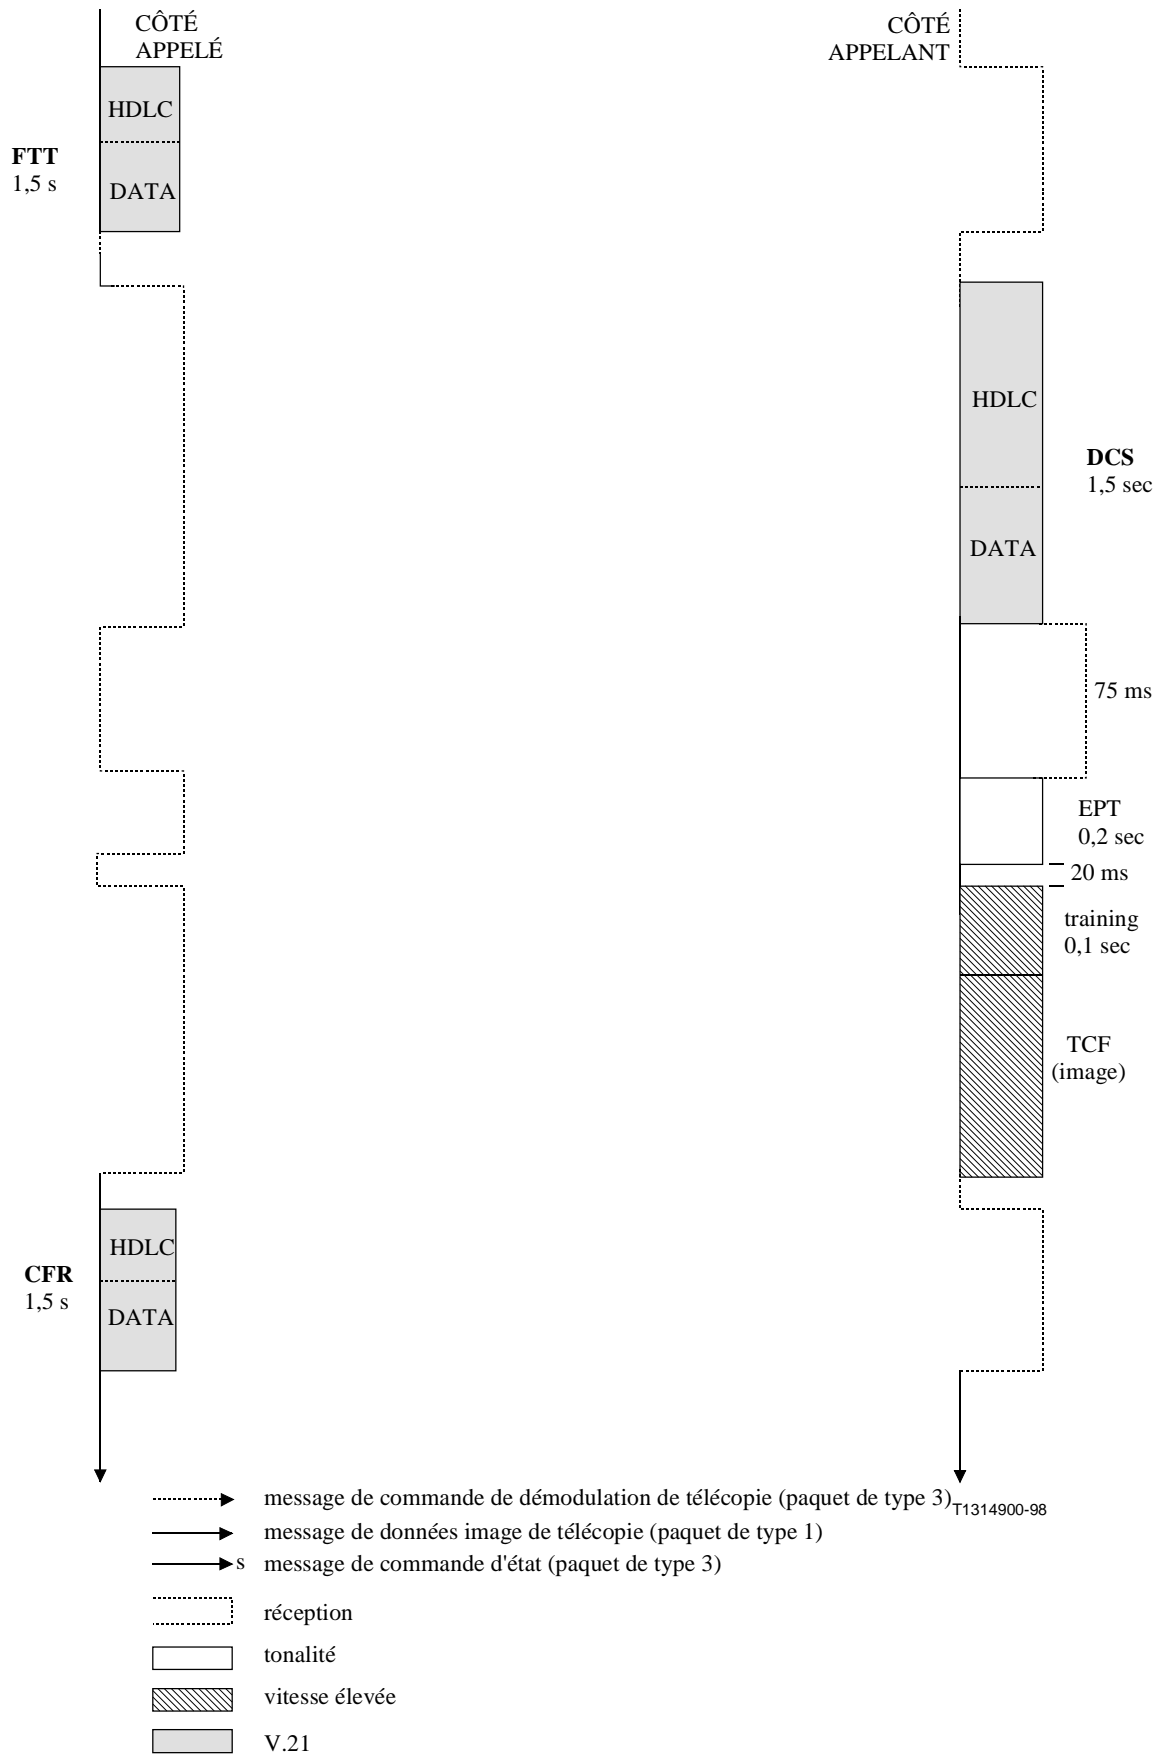 CÔTÉ
APPELÉ
CÔTÉ
APPELANT
HDLC
FTT
1,5 s
DATA
HDLC
DCS
1,5 sec
DATA
75 ms
EPT
0,2 sec
20 ms
training
0,1 sec
TCF
(image)
HDLC
CFR
1,5 s
DATA
message de commande de démodulation de télécopie (paquet de type 3)
T1314900-98
message de données image de télécopie (paquet de type 1)
s message de commande d'état (paquet de type 3)
réception
tonalité
vitesse élevée
V.21